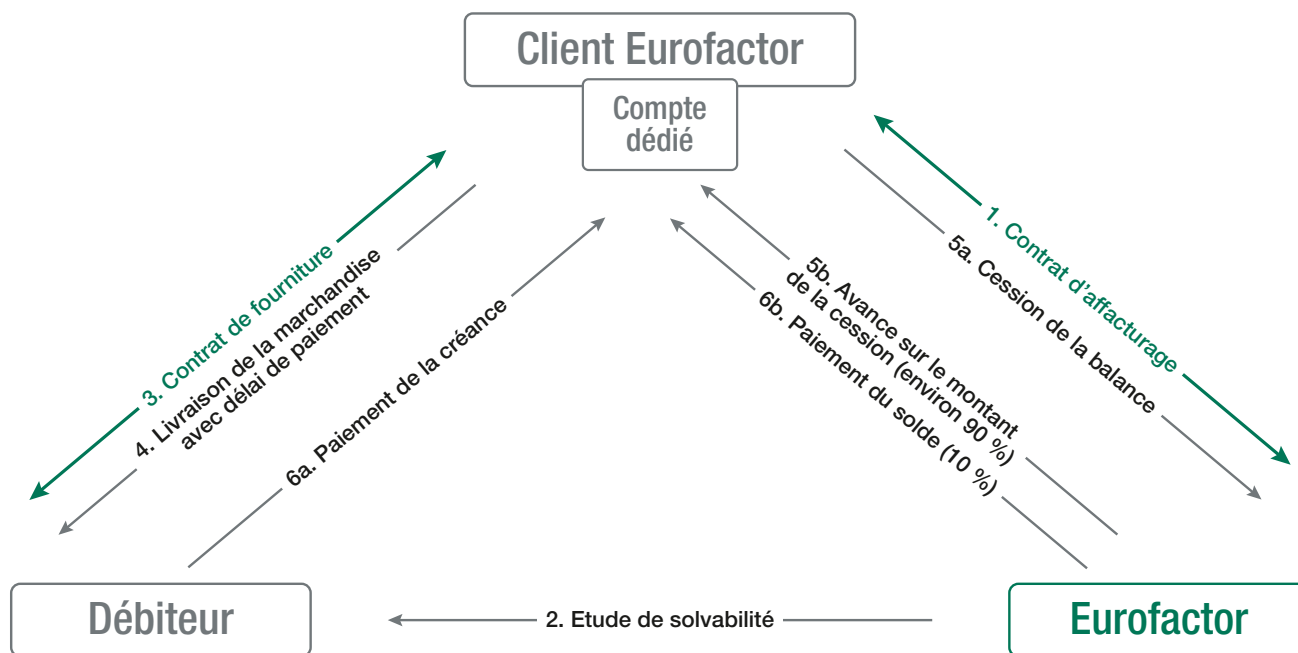 Client Eurofactor
Compte
dédié
1. Contrat d'affacturage
5a. Cession de la balance
5b. Avance sur le montant
de la cession (environ 90 %)
6b. Paiement du solde (10 %)
3. Contrat de fourniture
4. Livraison de la marchandise
avec délai de paiement
6a. Paiement de la créance
Débiteur
2. Etude de solvabilité
Eurofactor